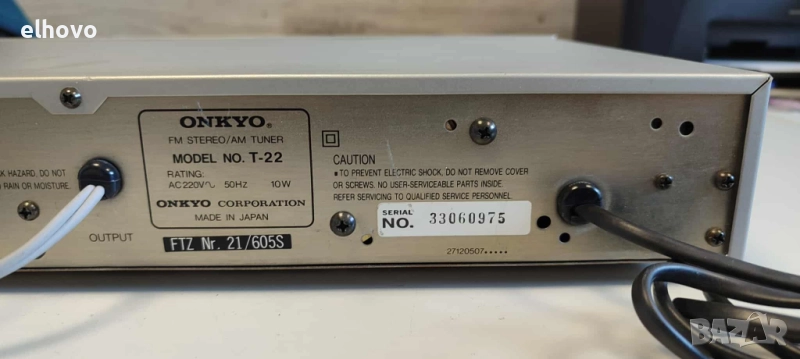 elhovo
ONKYO®
FM STEREO/AM TUNER
MODEL NO. T-22
RATING:
AC220V~ 50Hz 10W
ONKYO CORPORATION
MADE IN JAPAN
HAZARD, DO NOT
RAIN OR MOISTURE.
OUTPUT
FTZ Nr. 21/605S
CAUTION
•TO PREVENT ELECTRIC SHOCK, DO NOT REMOVE COVER
OR SCREWS. NO USER-SERVICEABLE PARTS INSIDE
REFER SERVICING TO QUALIFIED SERVICE PERSONNEL.
SERIAL
NO. 33060975
27120507•••••
BAZAR